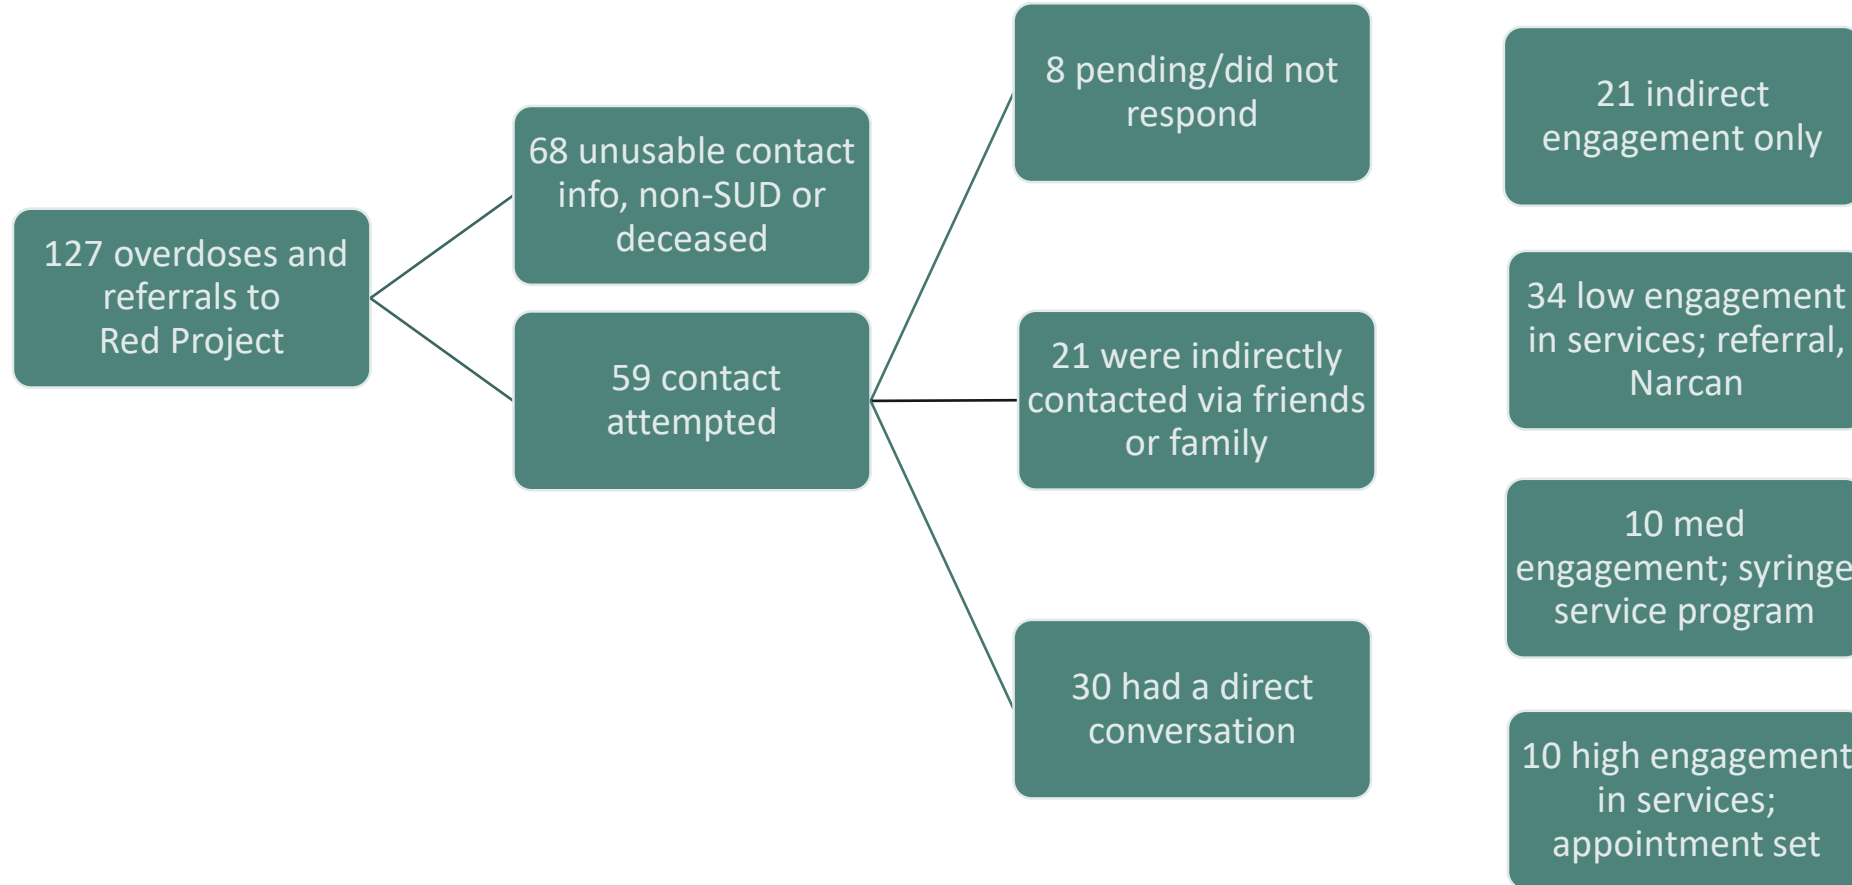 127 overdoses and
referrals to
Red Project
68 unusable contact
info, non-SUD or
deceased
59 contact
attempted
8 pending/did not
respond
21 were indirectly
contacted via friends
or family
30 had a direct
conversation
21 indirect
engagement only
34 low engagement
in services; referral,
Narcan
10 med
engagement; syringe
service program
10 high engagement
in services;
appointment set